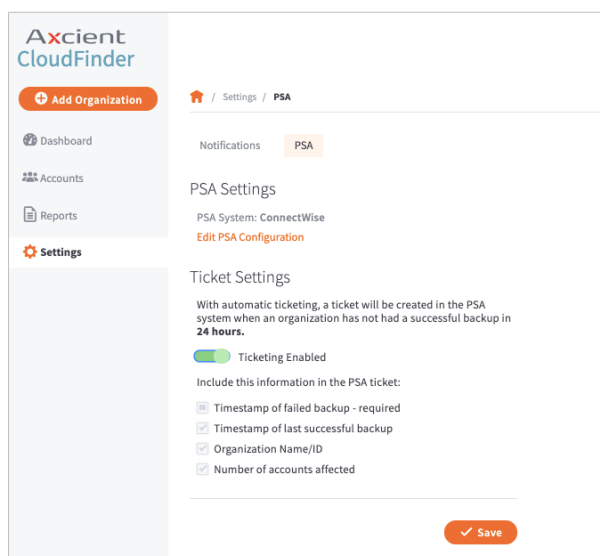 Axcient
CloudFinder
Add Organization
Dashboard
Accounts
Reports
Settings
/ Settings / PSA
Notifications PSA
PSA Settings
PSA System: ConnectWise
Edit PSA Configuration
Ticket Settings
With automatic ticketing, a ticket will be created in the PSA
system when an organization has not had a successful backup in
24 hours.
Ticketing Enabled
Include this information in the PSA ticket:
Timestamp of failed backup - required
Timestamp of last successful backup
Organization Name/ID
Number of accounts affected
Save